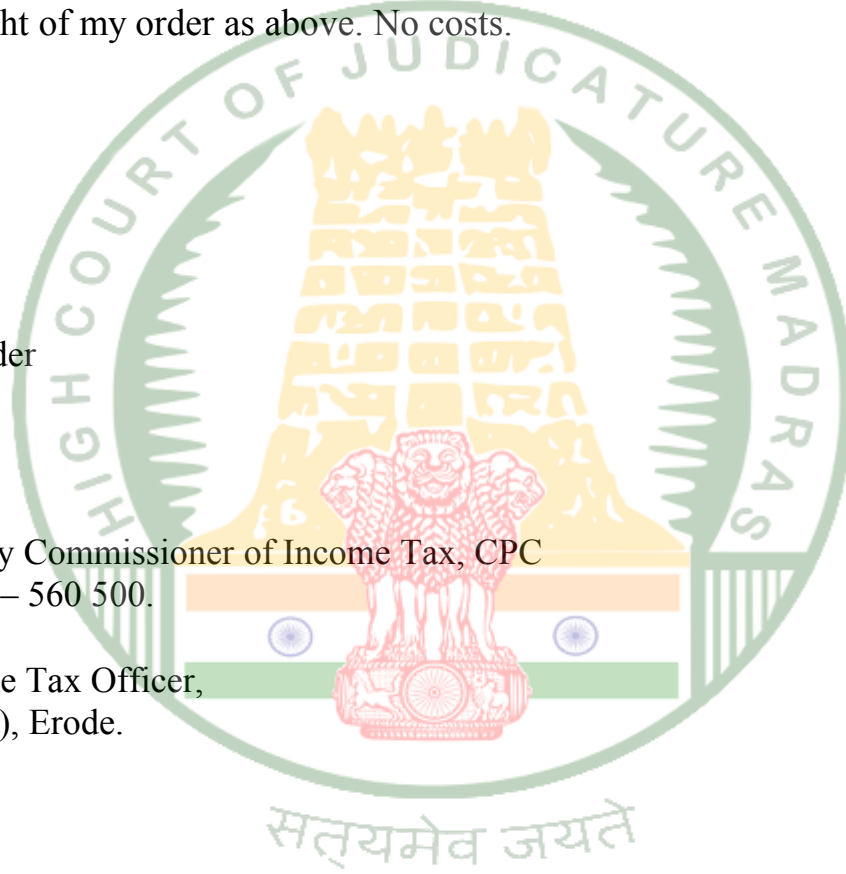 ght of my order as above. No costs.
HIGH COURT OF JUDICATURE MADRAS
der
y Commissioner of Income Tax, CPC
– 560 500.
e Tax Officer,
), Erode.
सत्यमेव जयते